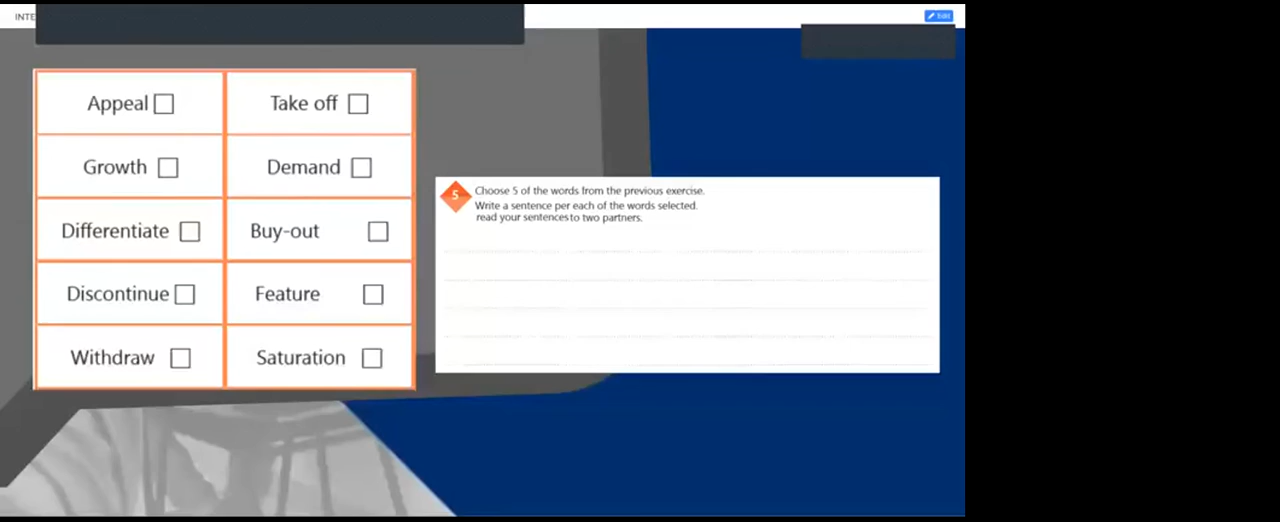 INTE
Edit
Appeal
Take off
Growth
Demand
Differentiate
Buy-out
Discontinue
Feature
Withdraw
Saturation
5
Choose 5 of the words from the previous exercise.
Write a sentence per each of the words selected.
read your sentences to two partners.